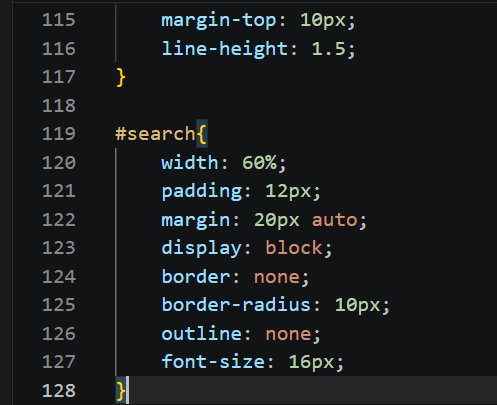 115 margin-top: 10px;
116 line-height: 1.5;
117 }
118
119 #search{
120 width: 60%;
121 padding: 12px;
122 margin: 20px auto;
123 display: block;
124 border: none;
125 border-radius: 10px;
126 outline: none;
127 font-size: 16px;
128 }